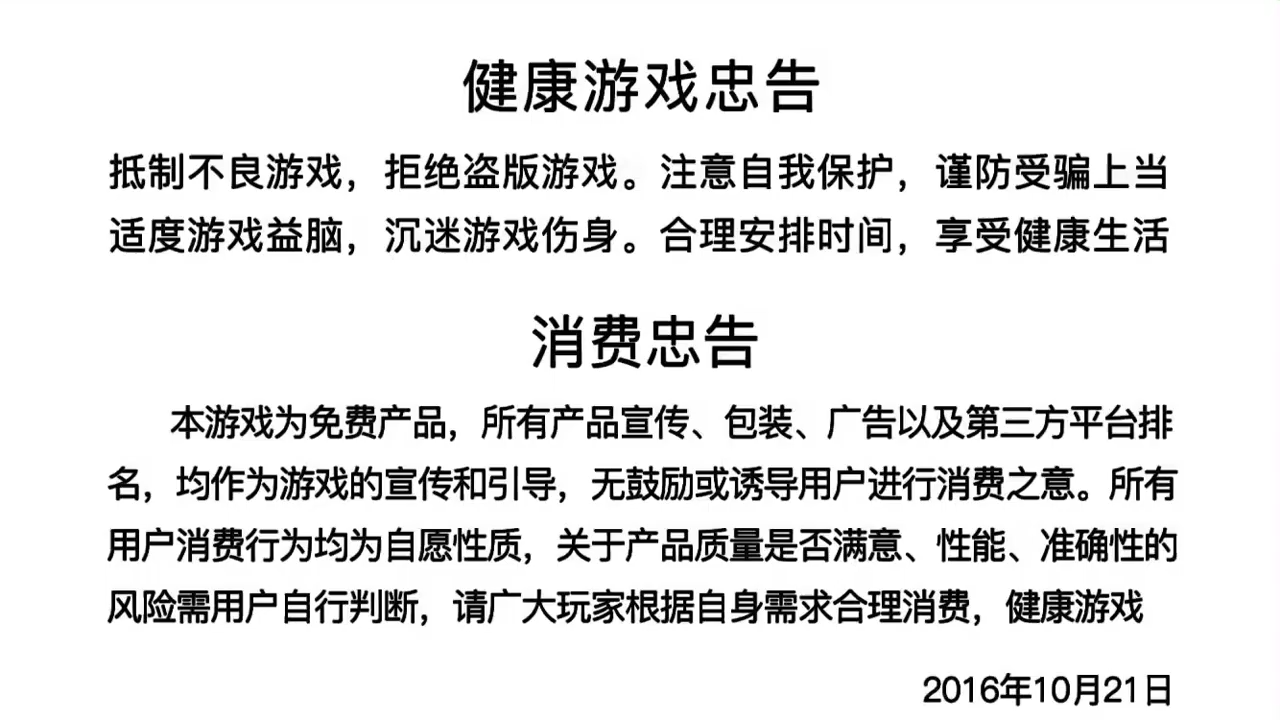 健康游戏忠告
抵制不良游戏，拒绝盗版游戏。注意自我保护，谨防受骗上当
适度游戏益脑，沉迷游戏伤身。合理安排时间，享受健康生活
消费忠告
本游戏为免费产品，所有产品宣传、包装、广告以及第三方平台排
名，均作为游戏的宣传和引导，无鼓励或诱导用户进行消费之意。所有
用户消费行为均为自愿性质，关于产品质量是否满意、性能、准确性的
风险需用户自行判断，请广大玩家根据自身需求合理消费，健康游戏
2016年10月21日